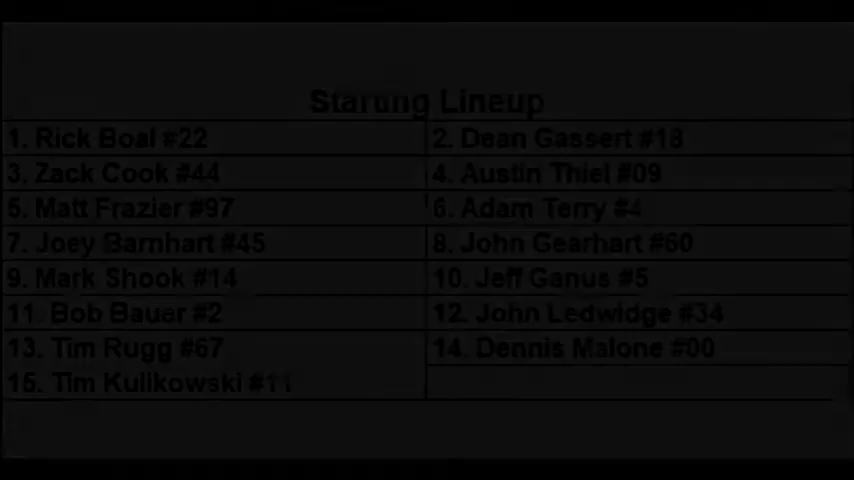 Starting Lineup
1. Rick Boal #22
2. Dean Gassert #18
3. Zack Cook #44
4. Austin Thiel #09
5. Matt Frazier #97
6. Adam Terry #4
7. Joey Barnhart #45
8. John Gearhart #60
9. Mark Shook #14
10. Jeff Ganus #5
11. Bob Bauer #2
12. John Ledwidge #34
13. Tim Rugg #67
14. Dennis Malone #00
15. Tim Kulikowski #11